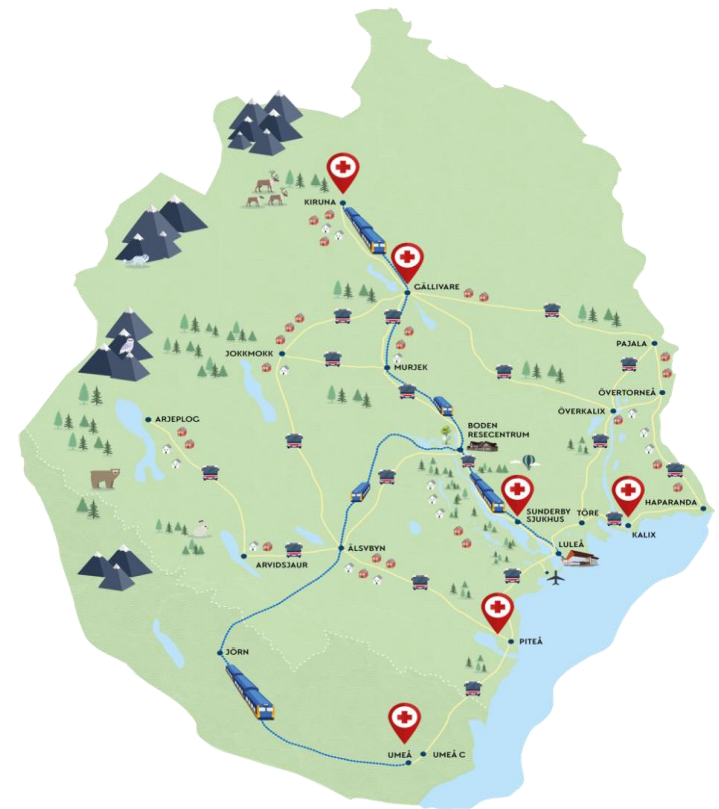 KIRUNA
GÄLLIVARE
PAJALA
JOKKMOKK
MURJEK
ÖVERTORNEÅ
ÖVERKALIX
ARJEPLOG
BODEN
RESECENTRUM
HAPARANDA
SUNDERBY
SJUKHUS
TÖRE
KALIX
LULEÅ
ÄLSVBYN
ARVIDSJAUR
PITEÅ
JÖRN
UMEÅ
UMEÅ C